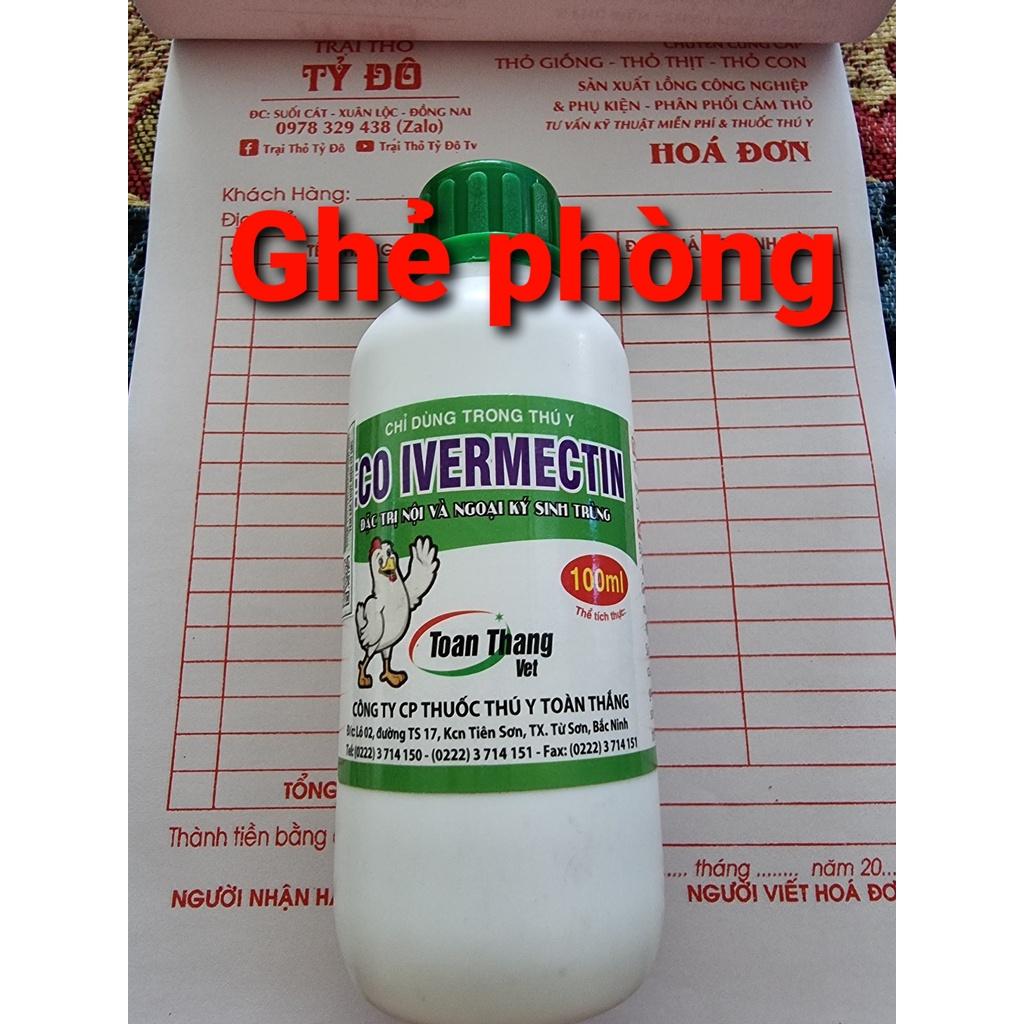 TRẠI THỎ
TỶ ĐÔ
ĐC: SUỐI CÁT - XUÂN LỘC - ĐỒNG NAI
0978 329 438 (Zalo)
Trại Thỏ Tỷ Đô Trại Thỏ Tỷ Đô Tv
CHUYÊN CUNG CẤP
THỎ GIỐNG - THỎ THỊT - THỎ CON
SẢN XUẤT LỒNG CÔNG NGHIỆP
& PHỤ KIỆN - PHÂN PHỐI CÁM THỎ
TƯ VẤN KỸ THUẬT MIỄN PHÍ & THUỐC THÚ Y
HOÁ ĐƠN
Khách Hàng:
Ghẻ phòng
CHỈ DÙNG TRONG THÚ Y
CO IVERMECTIN
ĐẶC TRỊ NỘI VÀ NGOẠI KÝ SINH TRÙNG
100ml
Thể tích thực
Toan Thang
Vet
CÔNG TY CP THUỐC THÚ Y TOÀN THẮNG
Đ/c: Lô 02, đường TS 17, Kcn Tiên Sơn, TX. Từ Sơn, Bắc Ninh
Tel: (0222) 3 714 150 - (0222) 3 714 151 - Fax: (0222) 3 714 151
TỔNG
Thành tiền bằng
tháng ........ năm 20...
NGƯỜI NHẬN H
NGƯỜI VIẾT HOÁ ĐƠ